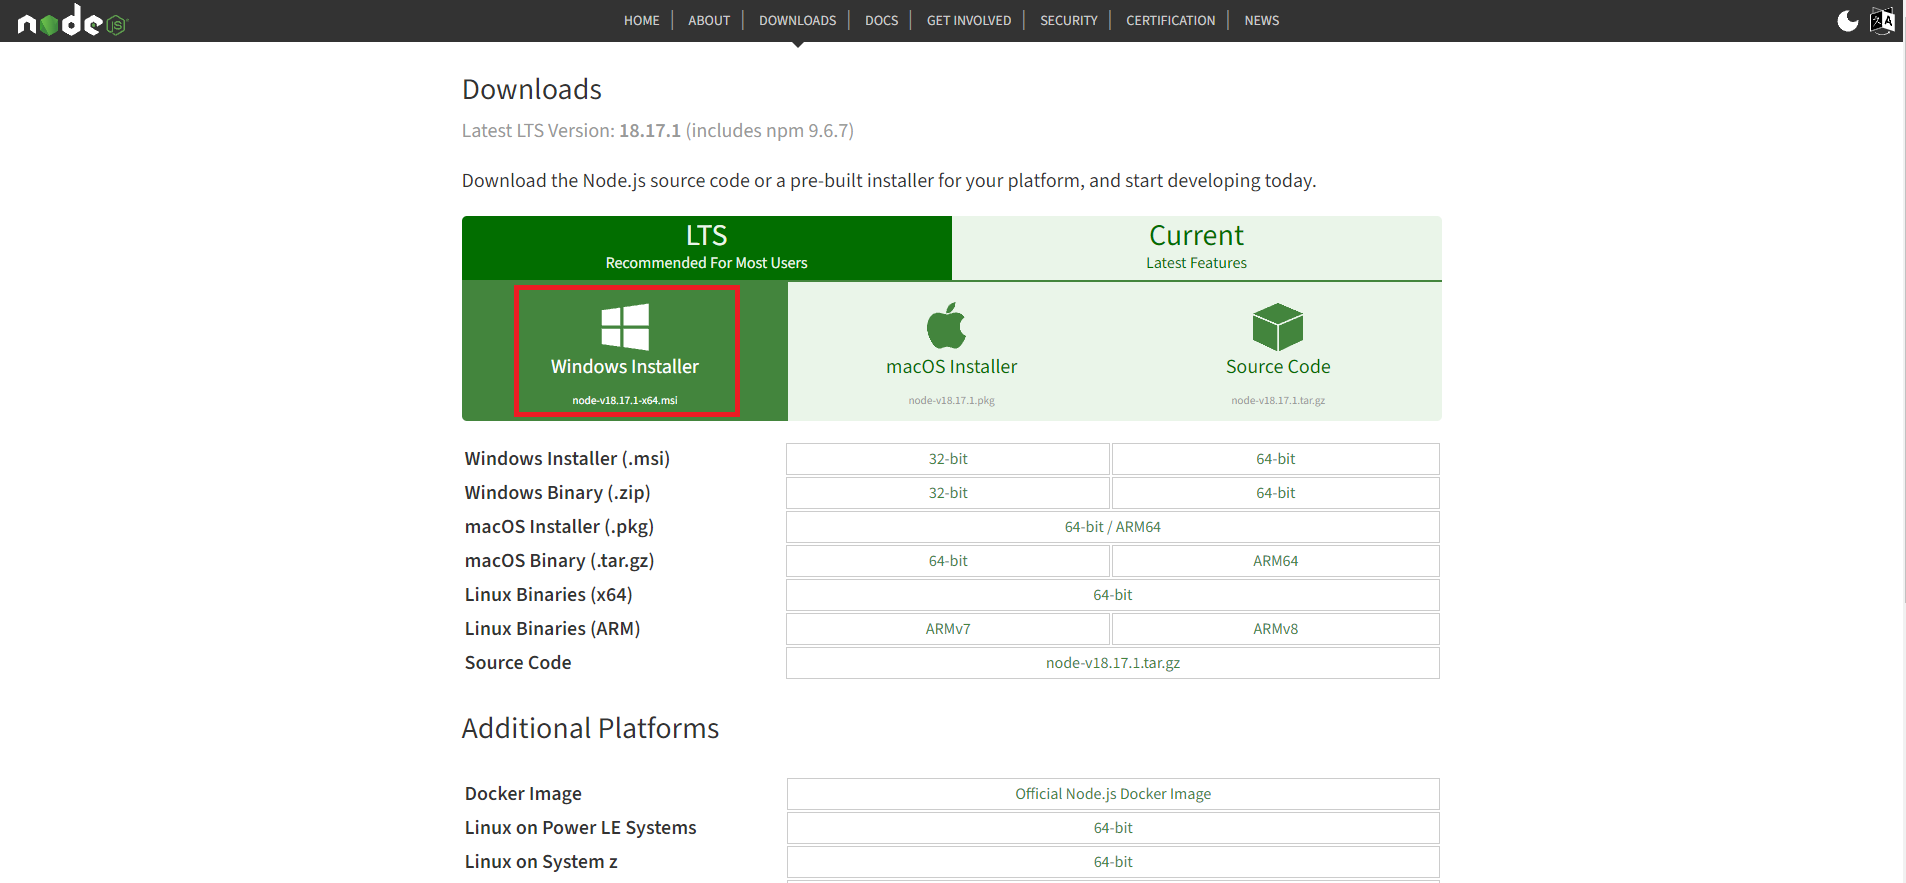 node JS
HOME ABOUT DOWNLOADS DOCS GET INVOLVED SECURITY CERTIFICATION NEWS
Downloads
Latest LTS Version: 18.17.1 (includes npm 9.6.7)
Download the Node.js source code or a pre-built installer for your platform, and start developing today.
LTS
Recommended For Most Users
Current
Latest Features
Windows Installer
node-v18.17.1-x64.msi
macOS Installer
node-v18.17.1.pkg
Source Code
node-v18.17.1.tar.gz
Windows Installer (.msi) 32-bit 64-bit
Windows Binary (.zip) 32-bit 64-bit
macOS Installer (.pkg) 64-bit / ARM64
macOS Binary (.tar.gz) 64-bit ARM64
Linux Binaries (x64) 64-bit
Linux Binaries (ARM) ARMv7 ARMv8
Source Code node-v18.17.1.tar.gz
Additional Platforms
Docker Image Official Node.js Docker Image
Linux on Power LE Systems 64-bit
Linux on System z 64-bit